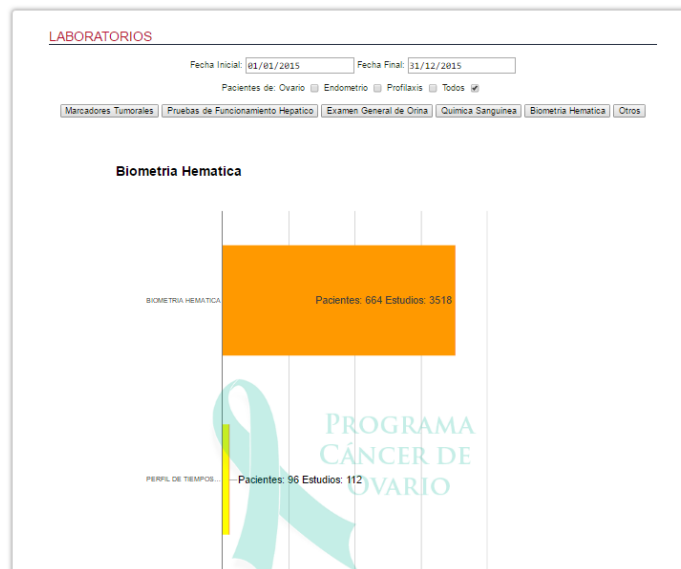 LABORATORIOS
Fecha Inicial: 01/01/2015 Fecha Final: 31/12/2015
Pacientes de: Ovario Endometrio Profilaxis Todos
Marcadores Tumorales Pruebas de Funcionamiento Hepatico Examen General de Orina Quimica Sanguinea Biometria Hematica Otros
Biometria Hematica
BIOMETRIA HEMATICA
Pacientes: 664 Estudios: 3518
PROGRAMA
CÁNCER DE
OVARIO
PERFIL DE TIEMPOS...
Pacientes: 96 Estudios: 112